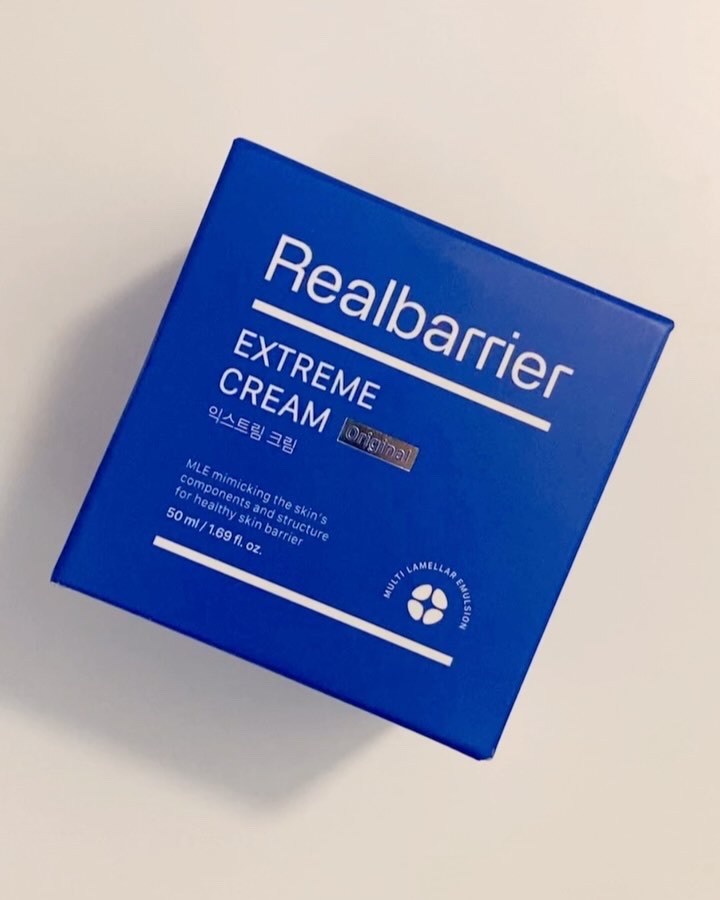 Realbarrier
EXTREME
CREAM Original
익스트림 크림
MLE mimicking the skin's
components and structure
for healthy skin barrier
50 ml / 1.69 fl. oz.
MULTI LAMELLAR EMULSION